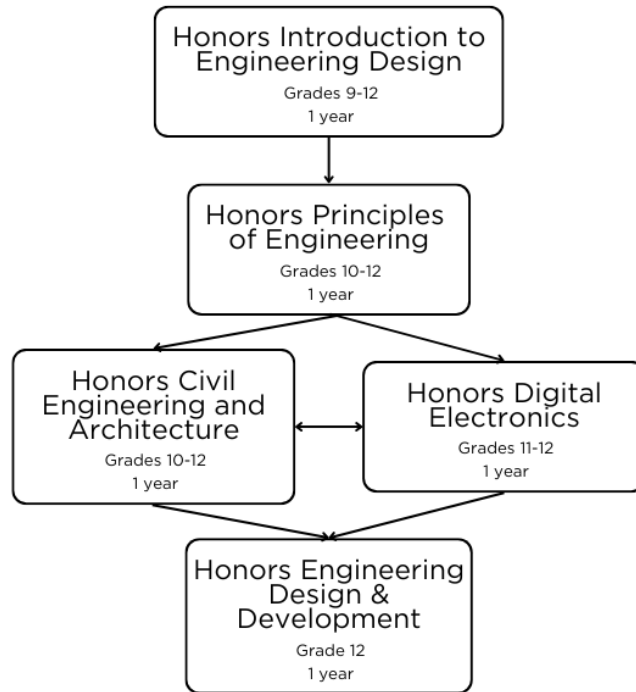 Honors Introduction to
Engineering Design
Grades 9-12
1 year
Honors Principles
of Engineering
Grades 10-12
1 year
Honors Civil
Engineering and
Architecture
Grades 10-12
1 year
Honors Digital
Electronics
Grades 11-12
1 year
Honors Engineering
Design &
Development
Grade 12
1 year